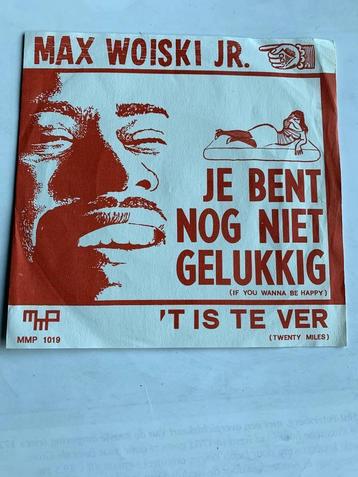 MAX WOISKI JR.
JE BENT
NOG NIET
GELUKKIG
(IF YOU WANNA BE HAPPY)
mmp
'T IS TE VER
MMP 1019
(TWENTY MILES)